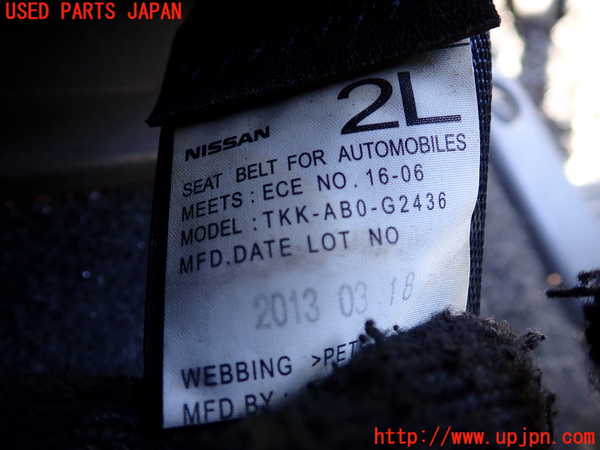 USED PARTS JAPAN
2L
NISSAN
SEAT BELT FOR AUTOMOBILES
MEETS : ECE NO. 16-06
MODEL : TKK-AB0-G2436
MFD.DATE LOT NO
2013 03 18
WEBBING >PET
MFD BY :
http://www.upjpn.com/